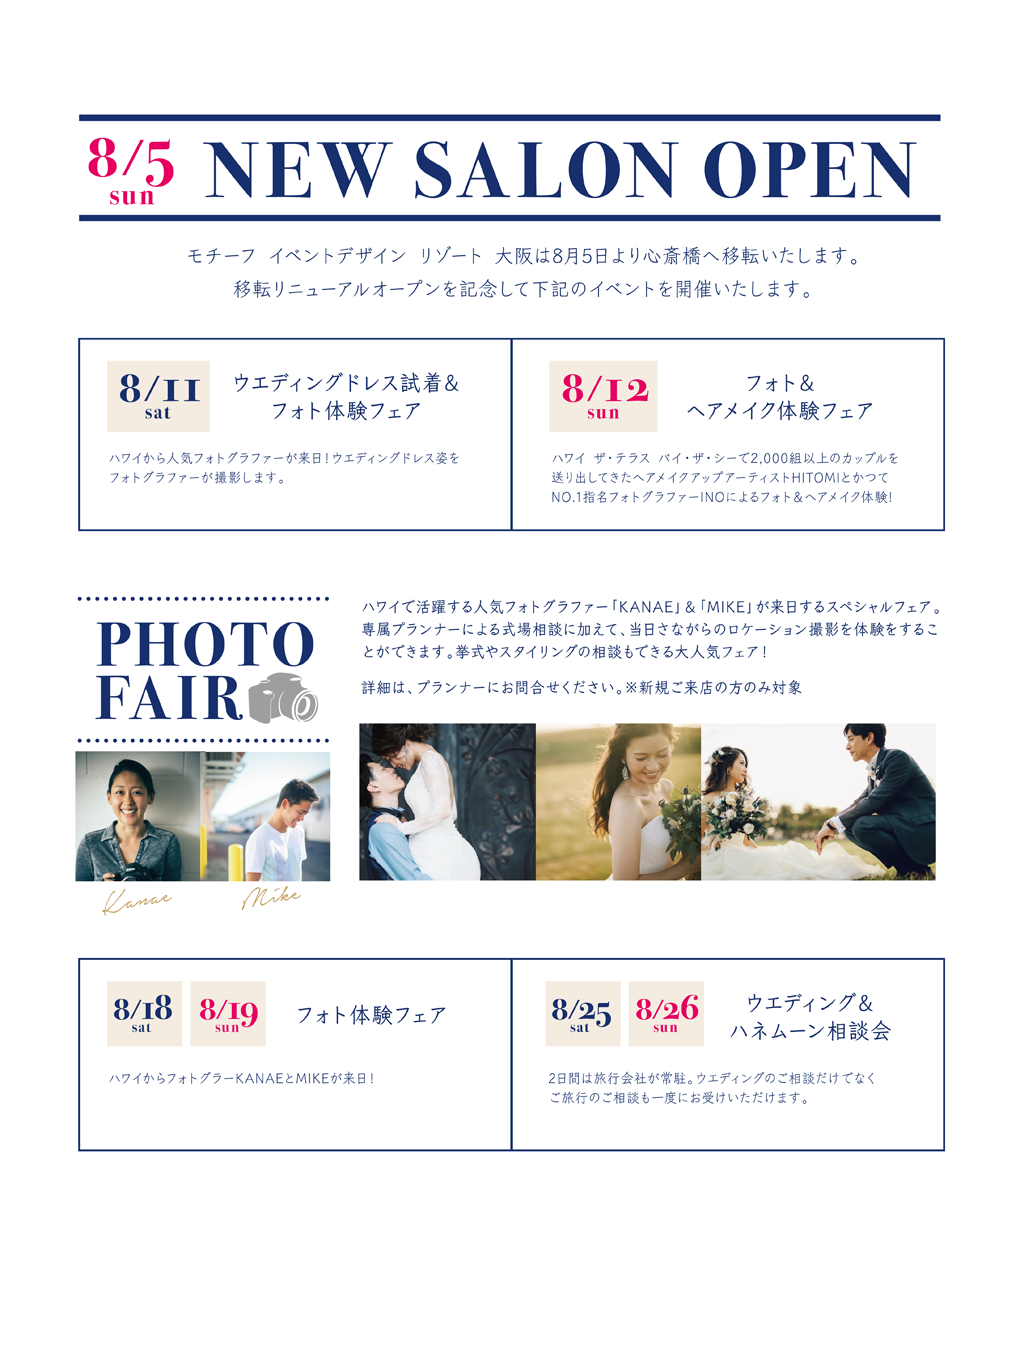 8/5
sun
NEW SALON OPEN
モチーフ イベントデザイン リゾート 大阪は8月5日より心斎橋へ移転いたします。
移転リニューアルオープンを記念して下記のイベントを開催いたします。
8/11
sat
ウエディングドレス試着&
フォト体験フェア
ハワイから人気フォトグラファーが来日!ウエディングドレス姿を
フォトグラファーが撮影します。
8/12
sun
フォト&
ヘアメイク体験フェア
ハワイ ザ・テラス バイ・ザ・シーで2,000組以上のカップルを
送り出してきたヘアメイクアップアーティストHITOMIとかつて
NO.1指名フォトグラファーINOによるフォト&ヘアメイク体験!
PHOTO
FAIR
ハワイで活躍する人気フォトグラファー「KANAE」&「MIKE」が来日するスペシャルフェア。
専属プランナーによる式場相談に加えて、当日さながらのロケーション撮影を体験をするこ
とができます。挙式やスタイリングの相談もできる大人気フェア!
詳細は、プランナーにお問合せください。※新規ご来店の方のみ対象
Kanae
Mike
8/18
sat
8/19
sun
フォト体験フェア
ハワイからフォトグラーKANAEとMIKEが来日!
8/25
sat
8/26
sun
ウエディング&
ハネムーン相談会
2日間は旅行会社が常駐。ウエディングのご相談だけでなく
ご旅行のご相談も一度にお受けいただけます。